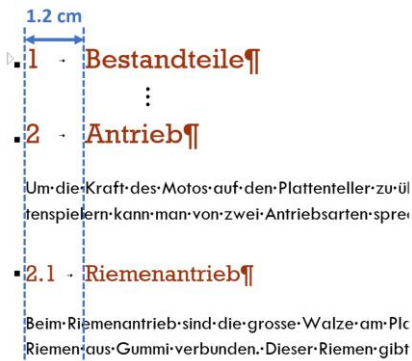 1.2 cm
1 Bestandteile¶
2 Antrieb¶
Um·die·Kraft·des·Motos·auf·den·Plattenteller·zu·ül
tenspielern·kann·man·von·zwei·Antriebsarten·spre
2.1 Riemenantrieb¶
Beim·Riemenantrieb·sind·die·grosse·Walze·am·Pla
Riemen·aus·Gummi·verbunden.·Dieser·Riemen·gibt